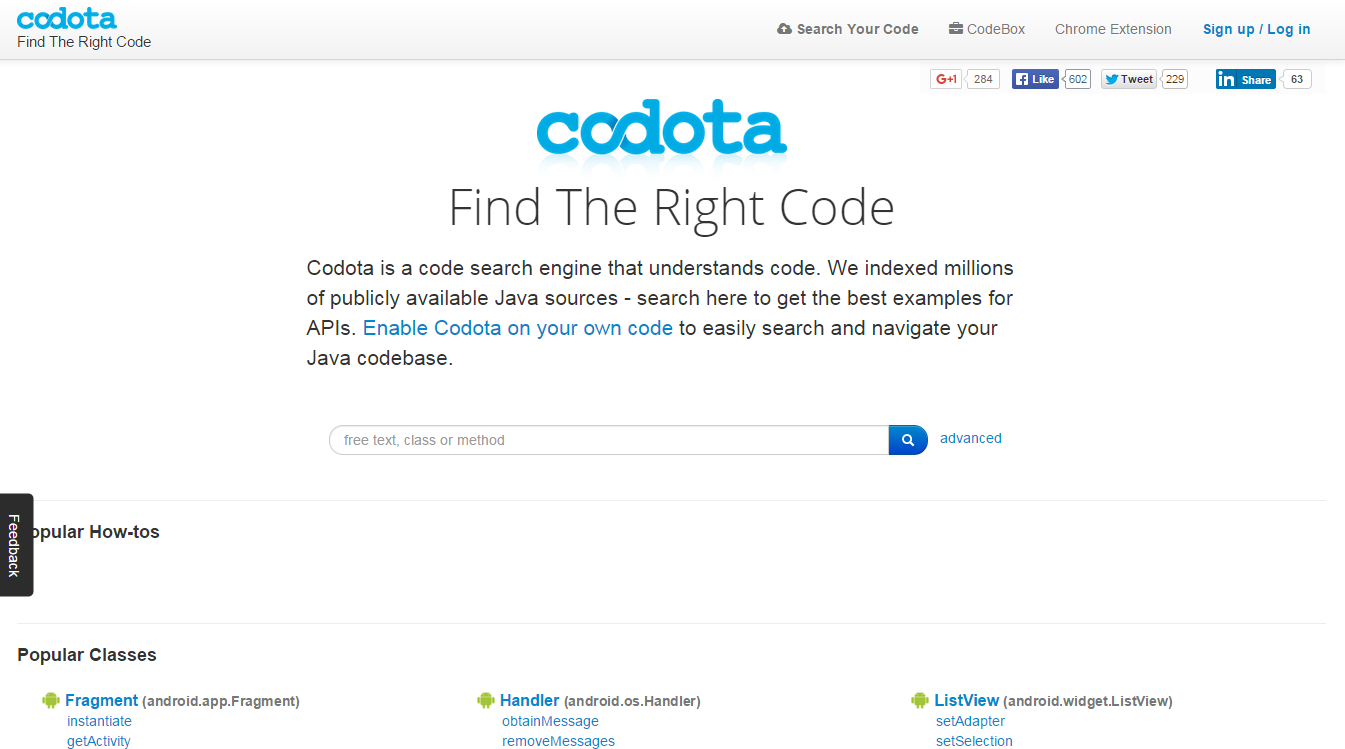 codota
Find The Right Code
Search Your Code CodeBox Chrome Extension Sign up / Log in
G+1 284 Like 602 Tweet 229 in Share 63
codota
Find The Right Code
Codota is a code search engine that understands code. We indexed millions
of publicly available Java sources - search here to get the best examples for
APIs. Enable Codota on your own code to easily search and navigate your
Java codebase.
free text, class or method advanced
Feedback
opular How-tos
Popular Classes
Fragment (android.app.Fragment) Handler (android.os.Handler) ListView (android.widget.ListView)
instantiate obtainMessage setAdapter
getActivity removeMessages setSelection